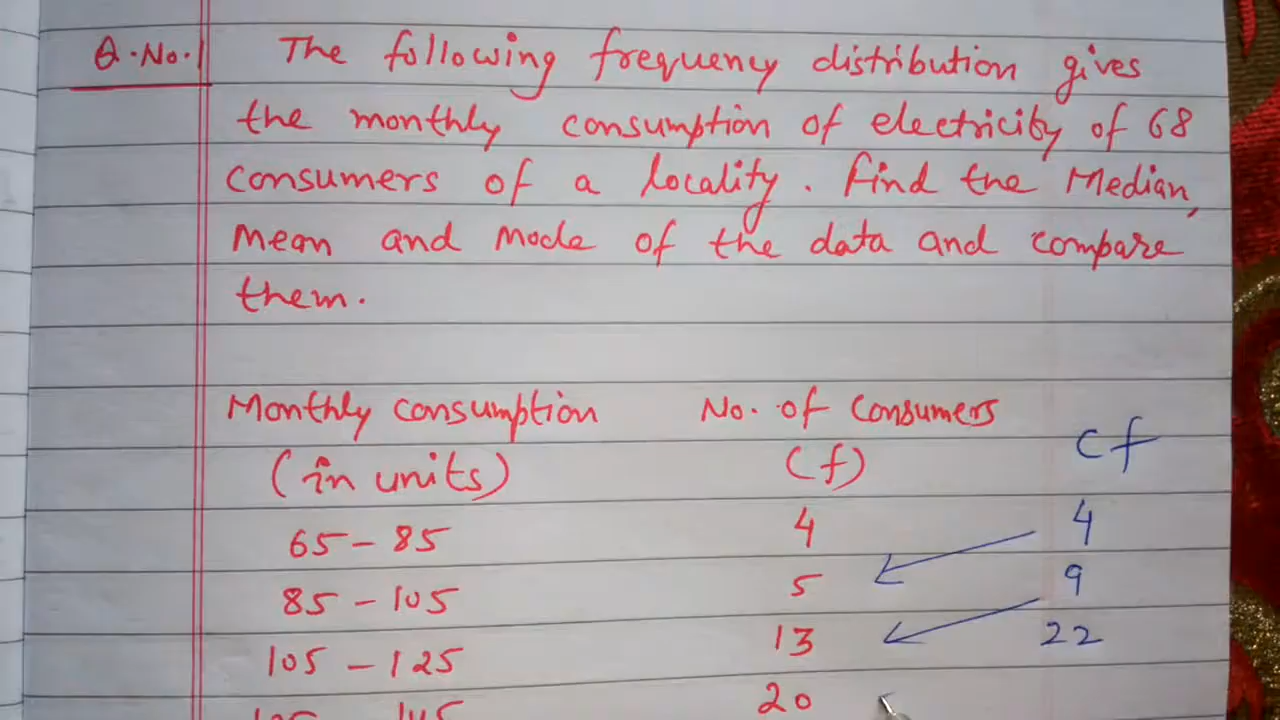 Q.No.1 The following frequency distribution gives
the monthly consumption of electricity of 68
consumers of a locality. Find the Median,
Mean and Mode of the data and compare
them.
Monthly consumption No. of Consumers
(in units) (f) cf
65-85 4 4
85-105 5 9
105-125 13 22
20